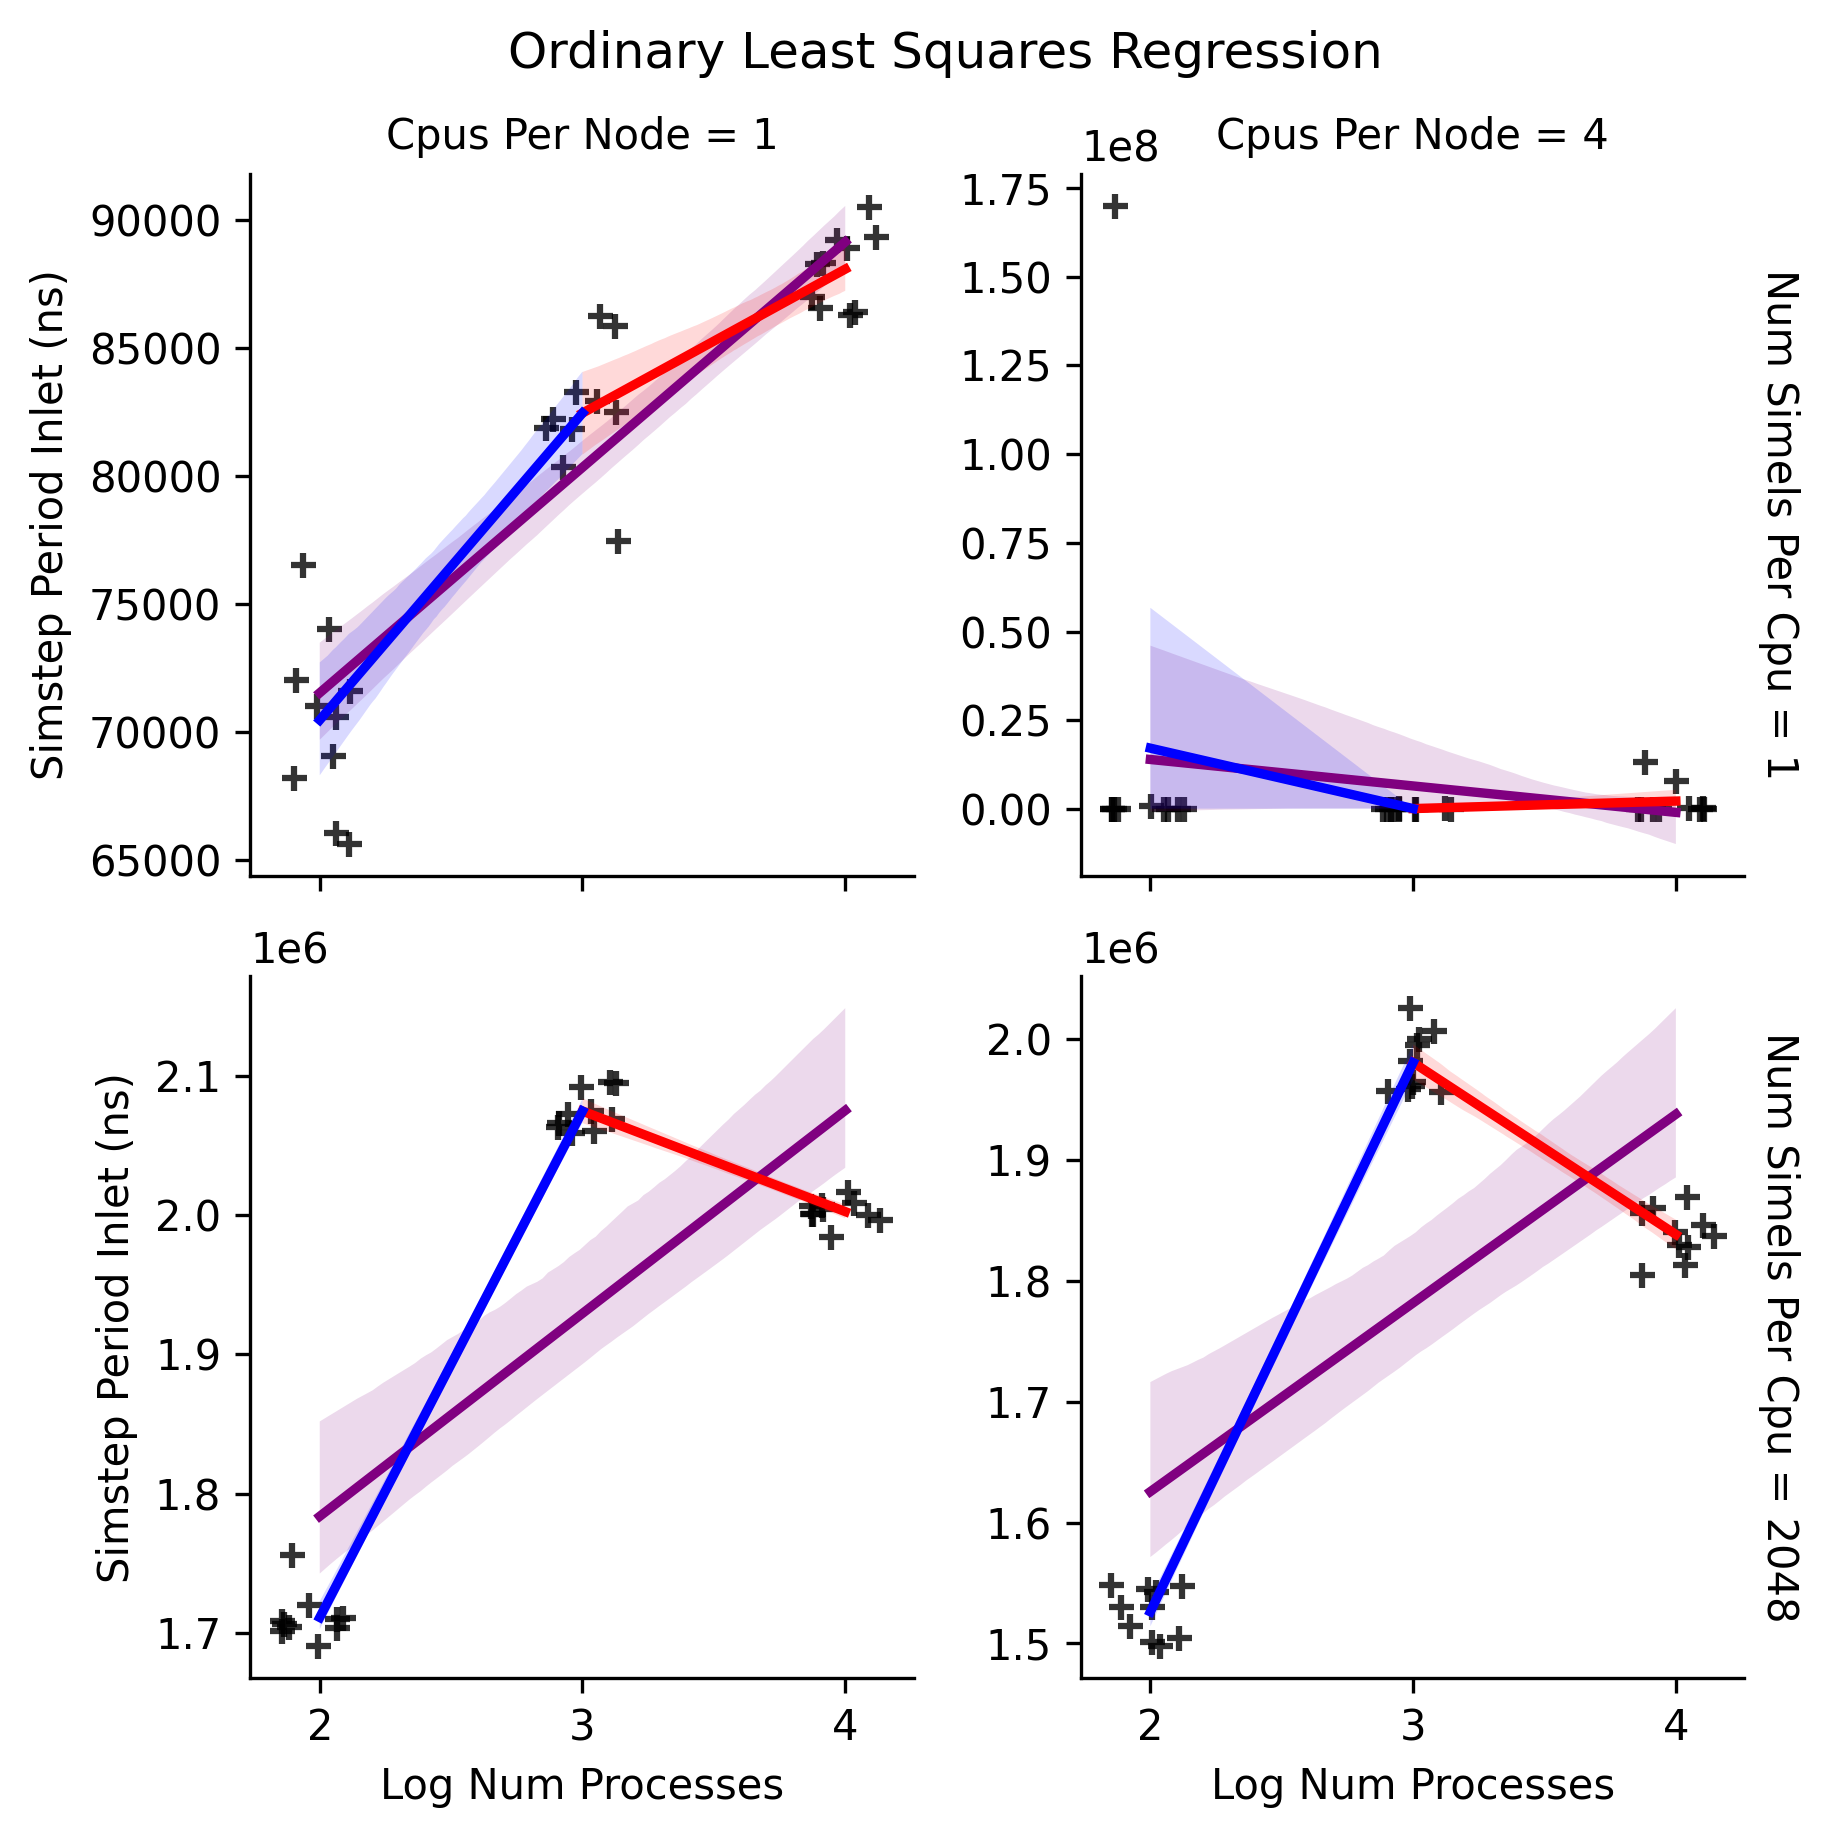 Ordinary Least Squares Regression
Cpus Per Node = 1
Cpus Per Node = 4
Simstep Period Inlet (ns)
90000
85000
80000
75000
70000
65000
1e8
1.75
1.50
1.25
1.00
0.75
0.50
0.25
0.00
Num Simels Per Cpu = 1
Simstep Period Inlet (ns)
1e6
2.1
2.0
1.9
1.8
1.7
2
3
4
Log Num Processes
1e6
2.0
1.9
1.8
1.7
1.6
1.5
2
3
4
Log Num Processes
Num Simels Per Cpu = 2048